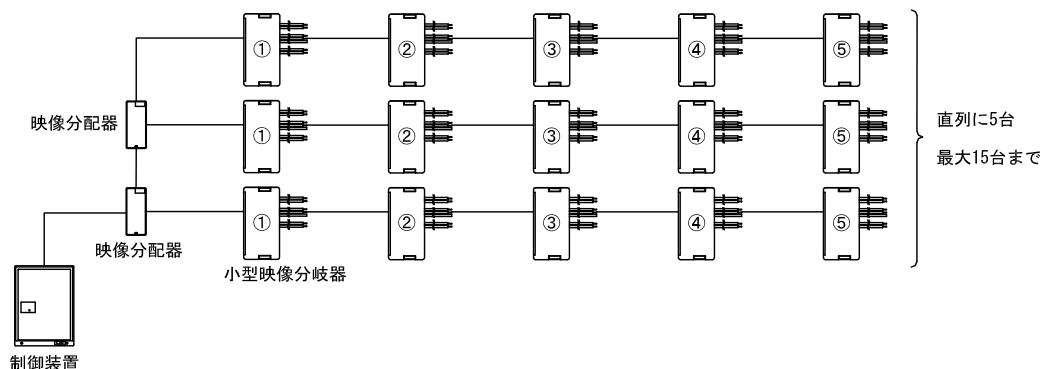 ① ② ③ ④ ⑤
映像分配器
① ② ③ ④ ⑤
直列に5台
最大15台まで
① ② ③ ④ ⑤
映像分配器
小型映像分岐器
制御装置